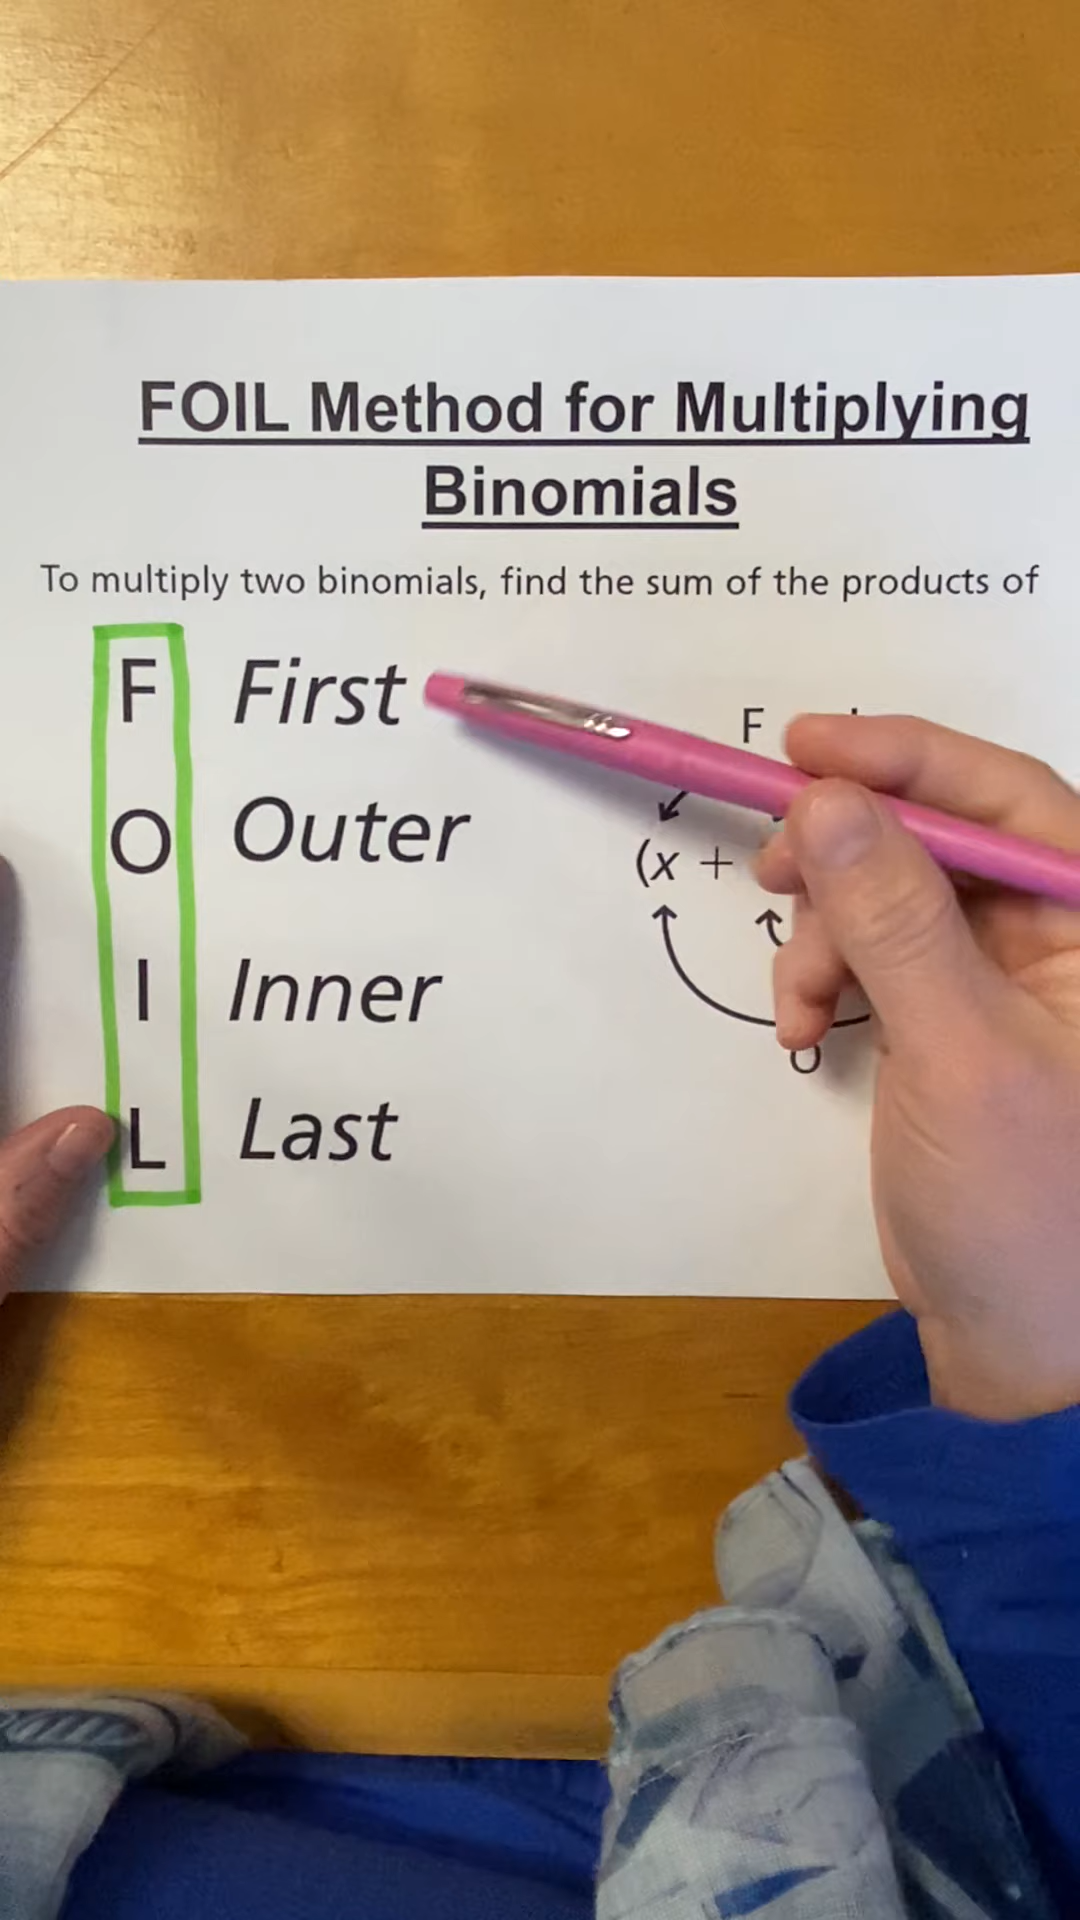 FOIL Method for Multiplying
Binomials
To multiply two binomials, find the sum of the products of
F First
O Outer
I Inner
L Last
F
(x +
O